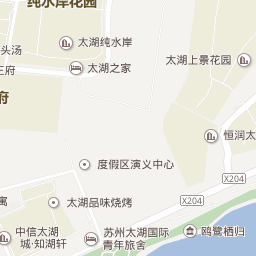 纯水岸花园
头汤
太湖纯水岸
太湖上景花园
王府
太湖之家
府
恒润太
度假区演义中心
X204
寓
太湖品味烧烤
X204
中信太湖
城·知湖轩
苏州太湖国际
青年旅舍
鸥鹭栖归